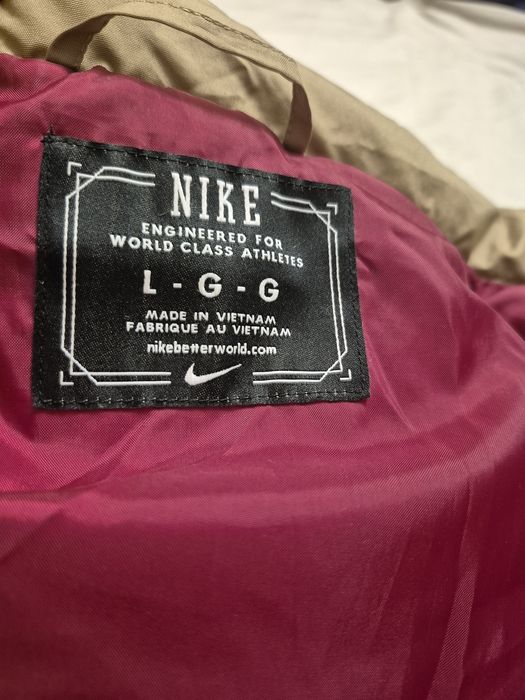 NIKE
ENGINEERED FOR
WORLD CLASS ATHLETES
L - G - G
MADE IN VIETNAM
FABRIQUE AU VIETNAM
nikebetterworld.com